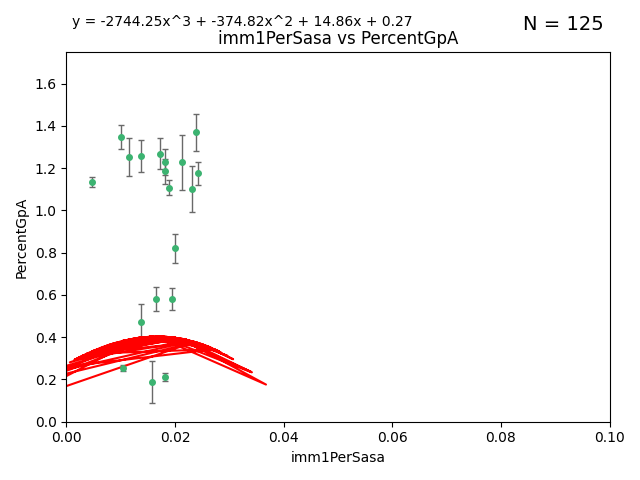 y = -2744.25x^3 + -374.82x^2 + 14.86x + 0.27
N = 125
imm1PerSasa vs PercentGpA
PercentGpA
1.6
1.4
1.2
1.0
0.8
0.6
0.4
0.2
0.0
0.00 0.02 0.04 0.06 0.08 0.10
imm1PerSasa